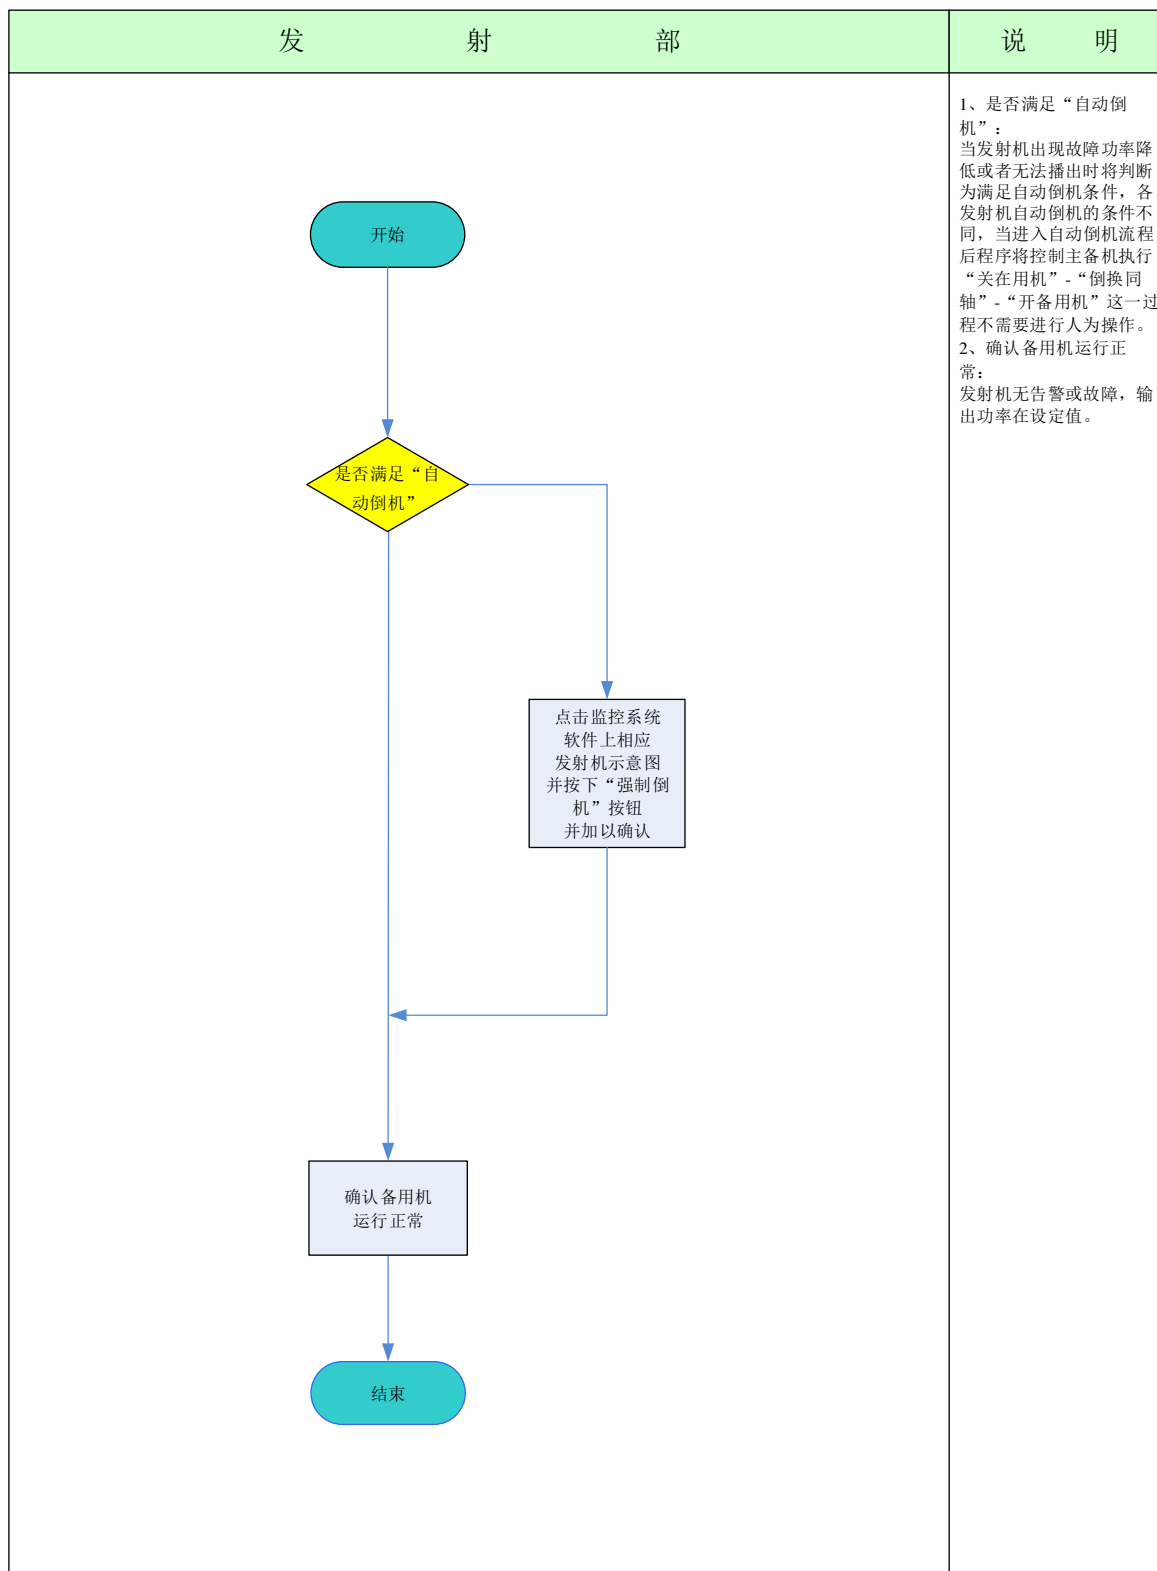 发 射 部
说 明
开始
是否满足“自
动倒机”
点击监控系统
软件上相应
发射机示意图
并按下“强制倒
机”按钮
并加以确认
确认备用机
运行正常
结束
1、是否满足“自动倒
机”：
当发射机出现故障功率降
低或者无法播出时将判断
为满足自动倒机条件，各
发射机自动倒机的条件不
同，当进入自动倒机流程
后程序将控制主备机执行
“关在用机”-“倒换同
轴”-“开备用机”这一过
程不需要进行人为操作。
2、确认备用机运行正
常：
发射机无告警或故障，输
出功率在设定值。